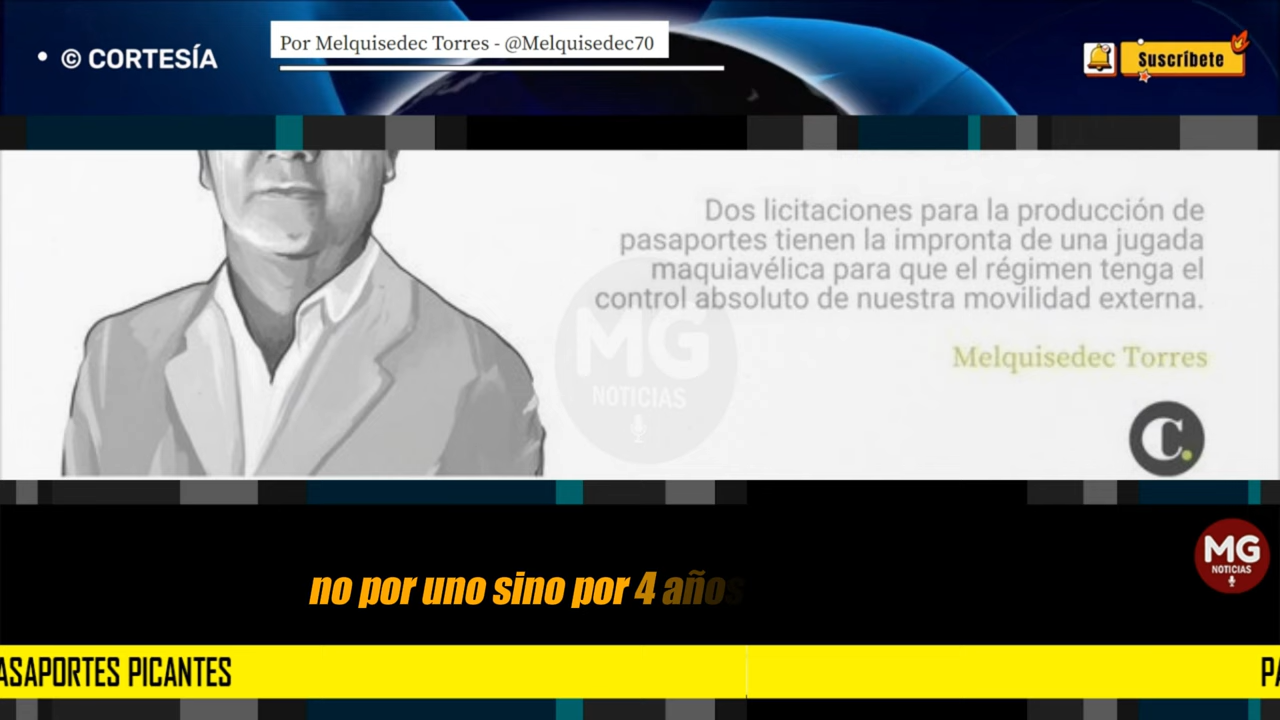 • © CORTESÍA
Por Melquisedec Torres - @Melquisedec70
Suscríbete
Dos licitaciones para la producción de
pasaportes tienen la impronta de una jugada
maquiavélica para que el régimen tenga el
control absoluto de nuestra movilidad externa.
Melquisedec Torres
MG
NOTICIAS
C.
no por uno sino por 4 años
MG
NOTICIAS
ASAPORTES PICANTES
PA